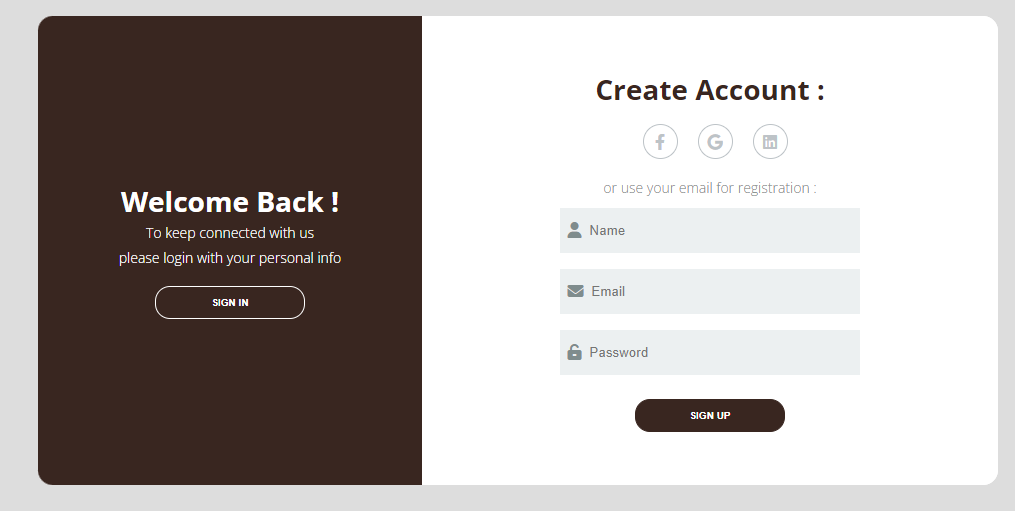 Welcome Back !
To keep connected with us
please login with your personal info
SIGN IN
Create Account :
or use your email for registration :
Name
Email
Password
SIGN UP